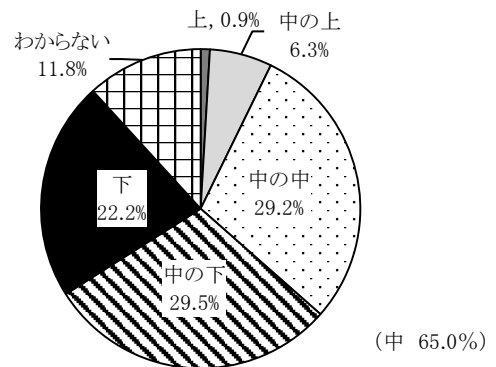 上, 0.9%
中の上
6.3%
中の中
29.2%
中の下
29.5%
下
22.2%
わからない
11.8%
(中 65.0%)